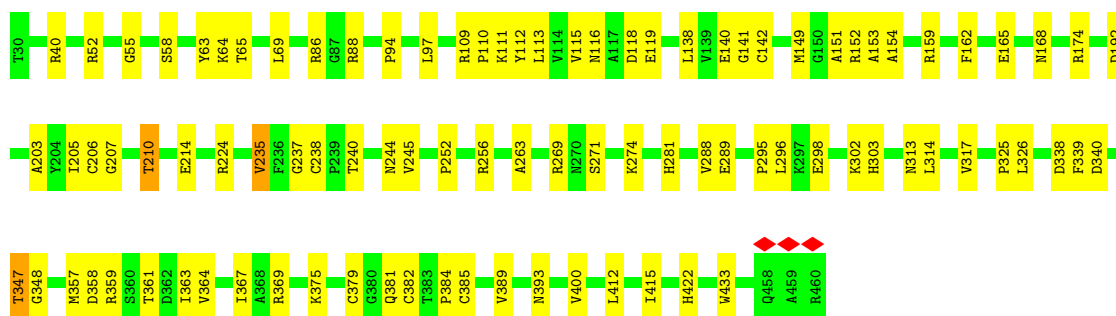 T30 R40 R52 G55 S58 Y63 K64 T65 L69 R86 G87 R88 P94 L97 R109 P110 K111 Y112 L113 V114 V115 N116 A117 D118 E119 L138 V139 E140 G141 C142 M149 G150 A151 R152 A153 A154 R159 F162 E165 N168 R174
A203 Y204 I205 C206 G207 T210 E214 R224 V235 F236 G237 C238 P239 T240 N244 V245 P252 R256 A263 R269 N270 S271 K274 H281 V288 E289 P295 L296 K297 E298 K302 H303 N313 L314 V317 P325 L326 D338 F339 D340
T347 G348 M357 D358 R359 S360 T361 D362 I363 V364 I367 A368 R369 K375 C379 G380 Q381 C382 T383 P384 C385 V389 N393 V400 L412 I415 H422 W433 Q458 A459 R460